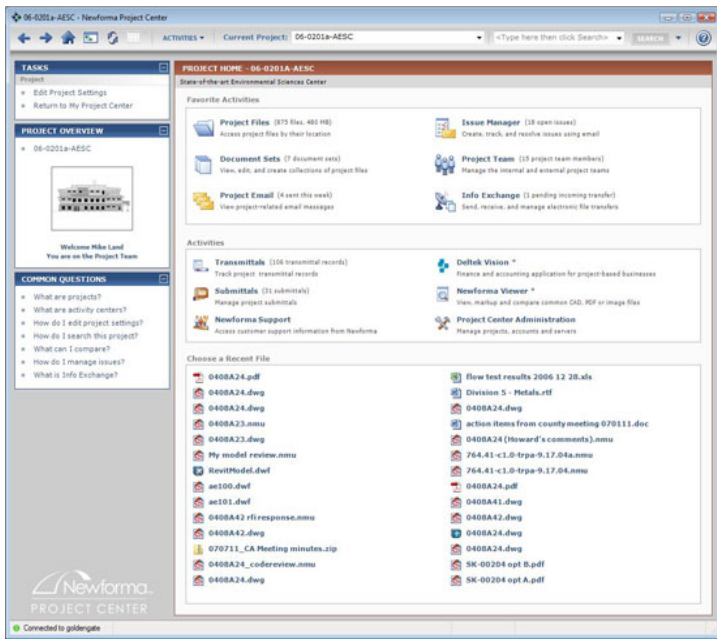 06-0201a-AESC - Newforma Project Center
ACTIVITIES Current Project: 06-0201a-AESC <Type here then click Search> SEARCH
TASKS
Project
Edit Project Settings
Return to My Project Center
PROJECT OVERVIEW
06-0201a-AESC
Welcome Mike Land
You are on the Project Team
COMMON QUESTIONS
What are projects?
What are activity centers?
How do I edit project settings?
How do I search this project?
What can I compare?
How do I manage issues?
What is Info Exchange?
Newforma
PROJECT CENTER
PROJECT HOME - 06-0201A-AESC
State-of-the-art Environmental Sciences Center
Favorite Activities
Project Files (875 files, 480 MB)
Access project files by their location
Document Sets (7 document sets)
View, edit, and create collections of project files
Project Email (4 sent this week)
View project-related email messages
Issue Manager (18 open issues)
Create, track, and resolve issues using email
Project Team (15 project team members)
Manage the internal and external project teams
Info Exchange (1 pending incoming transfer)
Send, receive, and manage electronic file transfers
Activities
Transmittals (106 transmittal records)
Track project transmittal records
Submittals (31 submittals)
Manage project submittals
Newforma Support
Access customer support information from Newforma
Deltek Vision *
Finance and accounting application for project-based businesses
Newforma Viewer *
View, markup and compare common CAD, PDF or image files
Project Center Administration
Manage projects, accounts and servers
Choose a Recent File
0408A24.pdf
0408A24.dwg
0408A24.dwg
0408A23.nmu
0408A23.dwg
My model review.nmu
RevitModel.dwf
ae100.dwf
ae101.dwf
0408A42 rfi response.nmu
0408A42.dwg
070711_CA Meeting minutes.zip
0408A24_codereview.nmu
0408A24.dwg
flow test results 2006 12 28.xls
Division 5 - Metals.rtf
0408A24.dwg
action items from county meeting 070111.doc
0408A24 (Howard's comments).nmu
764.41-c1.0-trpa-9.17.04a.nmu
764.41-c1.0-trpa-9.17.04.nmu
0408A24.pdf
0408A41.dwg
0408A42.dwg
0408A24.dwg
0408A24.dwg
SK-00204 opt B.pdf
SK-00204 opt A.pdf
Connected to goldengate